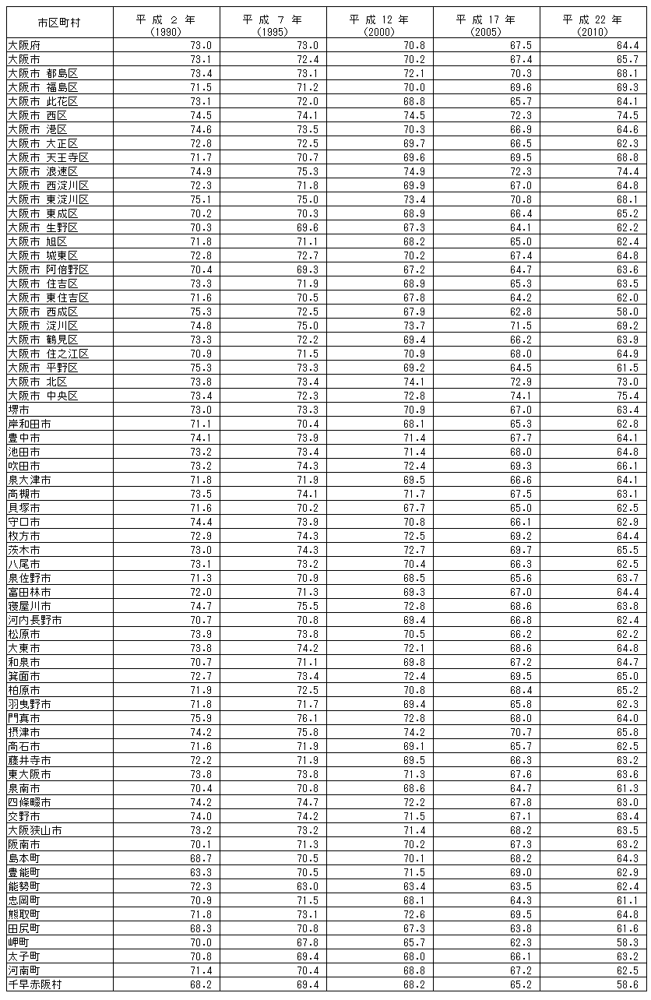 市区町村 平成２年 平成７年 平成12年 平成17年 平成22年
(1990) (1995) (2000) (2005) (2010)
大阪府 73.0 73.0 70.8 67.5 64.4
大阪市 73.1 72.4 70.2 67.4 65.7
大阪市 都島区 73.4 73.1 72.1 70.3 68.1
大阪市 福島区 71.5 71.2 70.0 69.6 69.3
大阪市 此花区 73.1 72.0 68.8 65.7 64.1
大阪市 西区 74.5 74.1 74.5 72.3 74.5
大阪市 港区 74.6 73.5 70.3 66.9 64.6
大阪市 大正区 72.8 72.5 69.7 66.5 62.3
大阪市 天王寺区 71.7 70.7 69.6 69.5 68.8
大阪市 浪速区 74.9 75.3 74.9 72.3 74.4
大阪市 西淀川区 72.3 71.8 69.9 67.0 64.8
大阪市 東淀川区 75.1 75.0 73.4 70.8 68.1
大阪市 東成区 70.2 70.3 68.9 66.4 65.2
大阪市 生野区 70.3 69.6 67.3 64.1 62.2
大阪市 旭区 71.8 71.1 68.2 65.0 62.4
大阪市 城東区 72.8 72.7 70.2 67.4 64.8
大阪市 阿倍野区 70.4 69.3 67.2 64.7 63.6
大阪市 住吉区 73.3 71.9 68.9 65.3 63.5
大阪市 東住吉区 71.6 70.5 67.8 64.2 62.0
大阪市 西成区 75.3 72.5 67.9 62.8 58.0
大阪市 淀川区 74.8 75.0 73.7 71.5 69.2
大阪市 鶴見区 73.3 72.2 69.4 66.2 63.9
大阪市 住之江区 70.9 71.5 70.9 68.0 64.9
大阪市 平野区 75.3 73.3 69.2 64.5 61.5
大阪市 北区 73.8 73.4 74.1 72.9 73.0
大阪市 中央区 73.4 72.3 72.8 74.1 75.4
堺市 73.0 73.3 70.9 67.0 63.4
岸和田市 71.1 70.4 68.1 65.3 62.8
豊中市 74.1 73.9 71.4 67.7 64.1
池田市 73.2 73.4 71.4 68.0 64.8
吹田市 73.2 74.3 72.4 69.3 66.1
泉大津市 71.8 71.9 69.5 66.6 64.1
高槻市 73.5 74.1 71.7 67.5 63.1
貝塚市 71.6 70.2 67.7 65.0 62.5
守口市 74.4 73.9 70.8 66.1 62.9
枚方市 72.9 74.3 72.5 69.2 64.4
茨木市 73.0 74.3 72.7 69.7 65.5
八尾市 73.1 73.2 70.4 66.3 62.5
泉佐野市 71.3 70.9 68.5 65.6 63.7
富田林市 72.0 71.3 69.3 67.0 64.4
寝屋川市 74.7 75.5 72.8 68.6 63.8
河内長野市 70.7 70.8 69.4 66.8 62.4
松原市 73.9 73.8 70.5 66.2 62.2
大東市 73.8 74.2 72.1 68.6 64.8
和泉市 70.7 71.1 69.8 67.2 64.7
箕面市 72.7 73.4 72.4 69.5 65.0
柏原市 71.9 72.5 70.8 68.4 65.2
羽曳野市 71.8 71.7 69.4 65.8 62.3
門真市 75.9 76.1 72.8 68.0 64.0
摂津市 74.2 75.8 74.2 70.7 65.8
高石市 71.6 71.9 69.1 65.7 62.5
藤井寺市 72.2 71.9 69.5 66.3 63.2
東大阪市 73.8 73.8 71.3 67.6 63.6
泉南市 70.4 70.8 68.6 64.7 61.3
四條畷市 74.2 74.7 72.2 67.8 63.0
交野市 74.0 74.2 71.5 67.1 63.4
大阪狭山市 73.2 73.2 71.4 68.2 63.5
阪南市 70.1 71.3 70.2 67.3 63.2
島本町 68.7 70.5 70.1 68.2 64.3
豊能町 63.3 70.5 71.5 69.0 62.9
能勢町 72.3 63.0 63.4 63.5 62.4
忠岡町 70.9 71.5 68.1 64.3 61.1
熊取町 71.8 73.1 72.6 69.5 64.8
田尻町 68.3 70.8 67.3 63.8 61.6
岬町 70.0 67.8 65.7 62.3 58.3
太子町 70.8 69.4 68.0 66.1 63.2
河南町 71.4 70.4 68.8 67.2 62.5
千早赤阪村 68.2 69.4 68.2 65.2 58.6